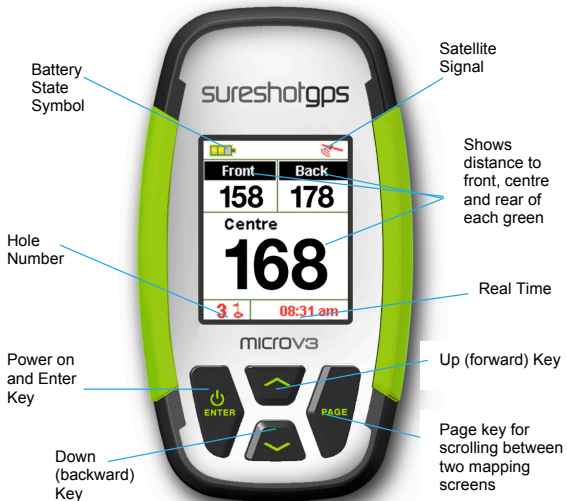 Battery
State
Symbol
Satellite
Signal
sureshotgps
Front Back
158 178
Centre
168
3 08:31 am
Shows
distance to
front, centre
and rear of
each green
Hole
Number
Real Time
microv3
Power on
and Enter
Key
Up (forward) Key
ENTER
PAGE
Down
(backward)
Key
Page key for
scrolling between
two mapping
screens